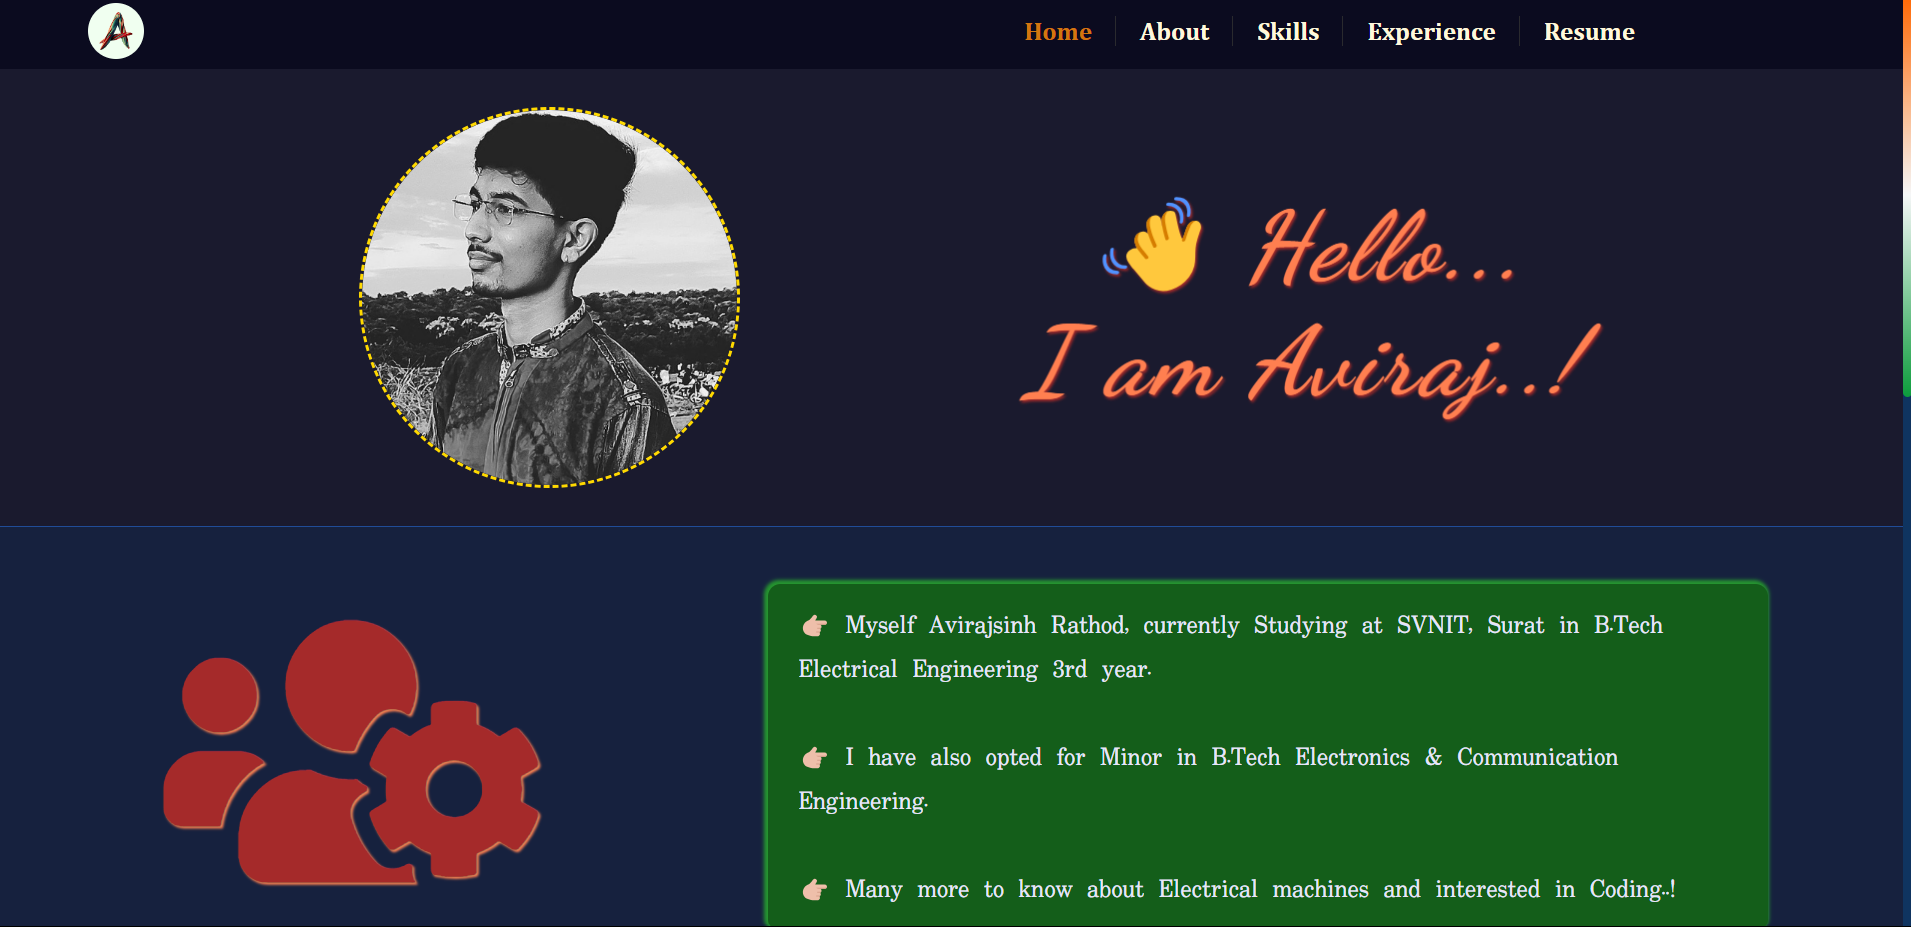 A
Home About Skills Experience Resume
👋 Hello...
I am Aviraj..!
👉 Myself Avirajsinh Rathod, currently Studying at SVNIT, Surat in B.Tech
Electrical Engineering 3rd year.
👉 I have also opted for Minor in B.Tech Electronics & Communication
Engineering.
👉 Many more to know about Electrical machines and interested in Coding..!